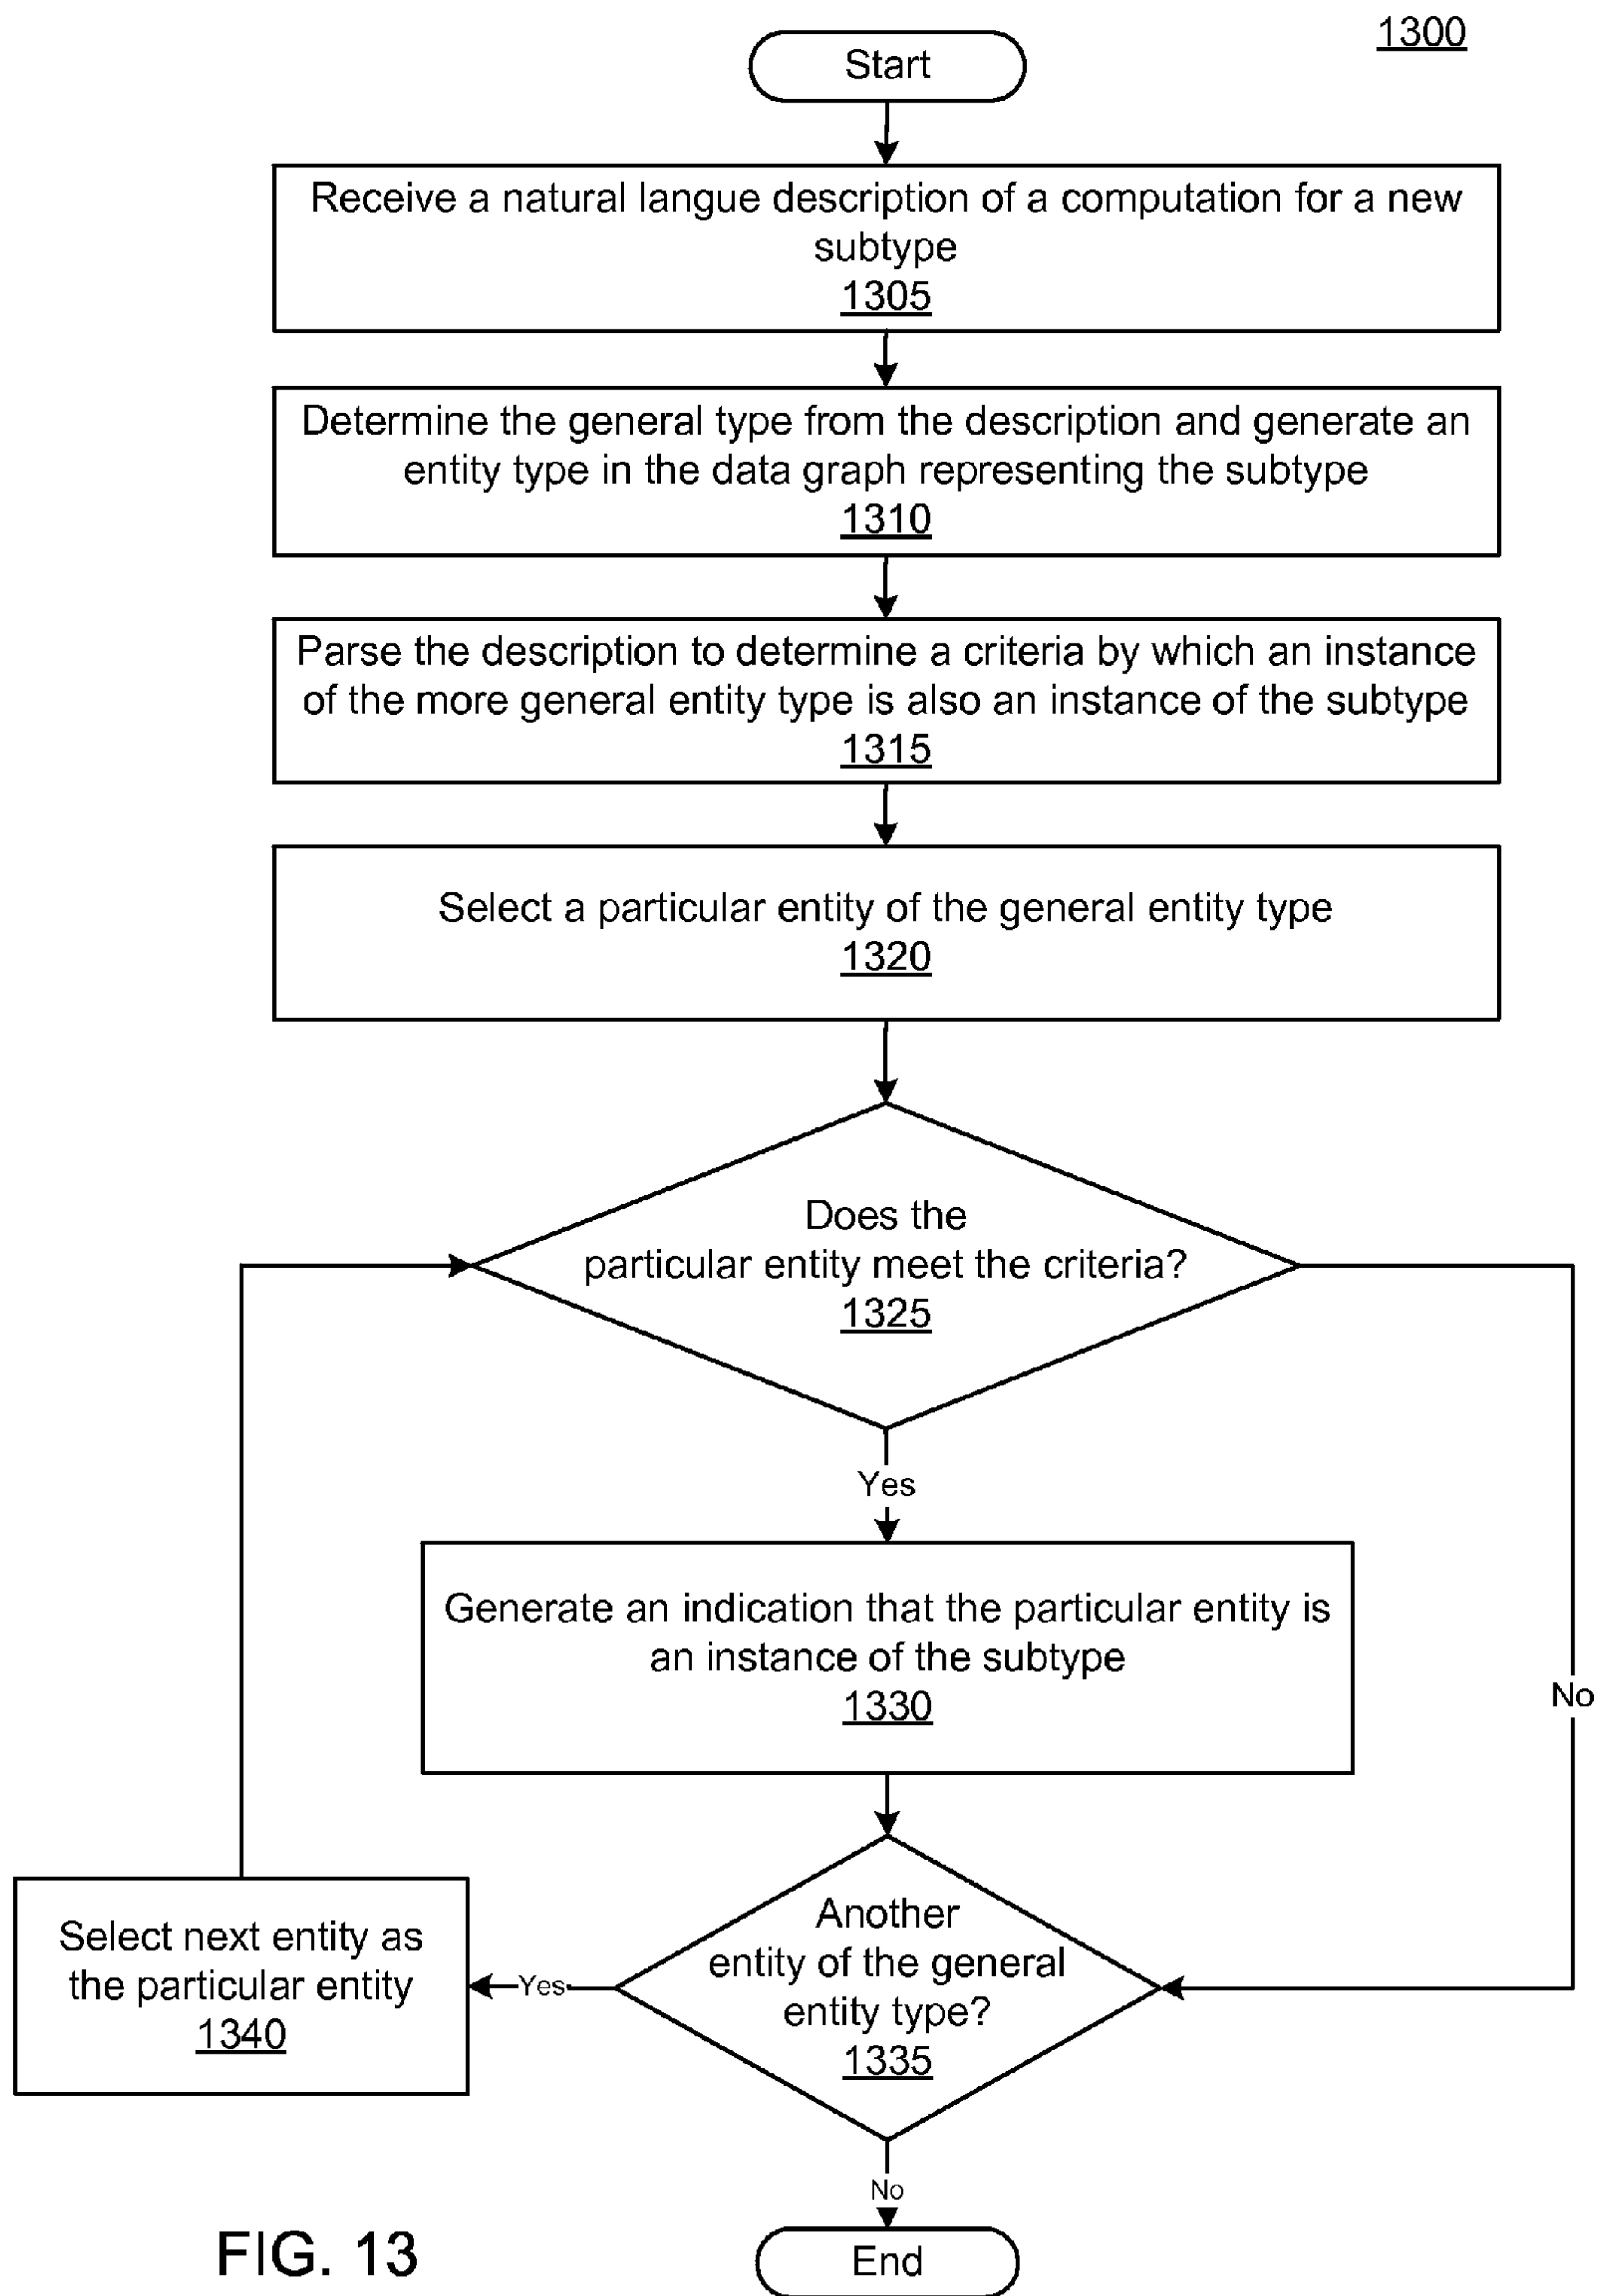 1300
Start
Receive a natural langue description of a computation for a new
subtype
1305
Determine the general type from the description and generate an
entity type in the data graph representing the subtype
1310
Parse the description to determine a criteria by which an instance
of the more general entity type is also an instance of the subtype
1315
Select a particular entity of the general entity type
1320
Does the
particular entity meet the criteria?
1325
Yes
Generate an indication that the particular entity is
an instance of the subtype
1330
No
Another
entity of the general
entity type?
1335
Yes
Select next entity as
the particular entity
1340
No
End
FIG. 13